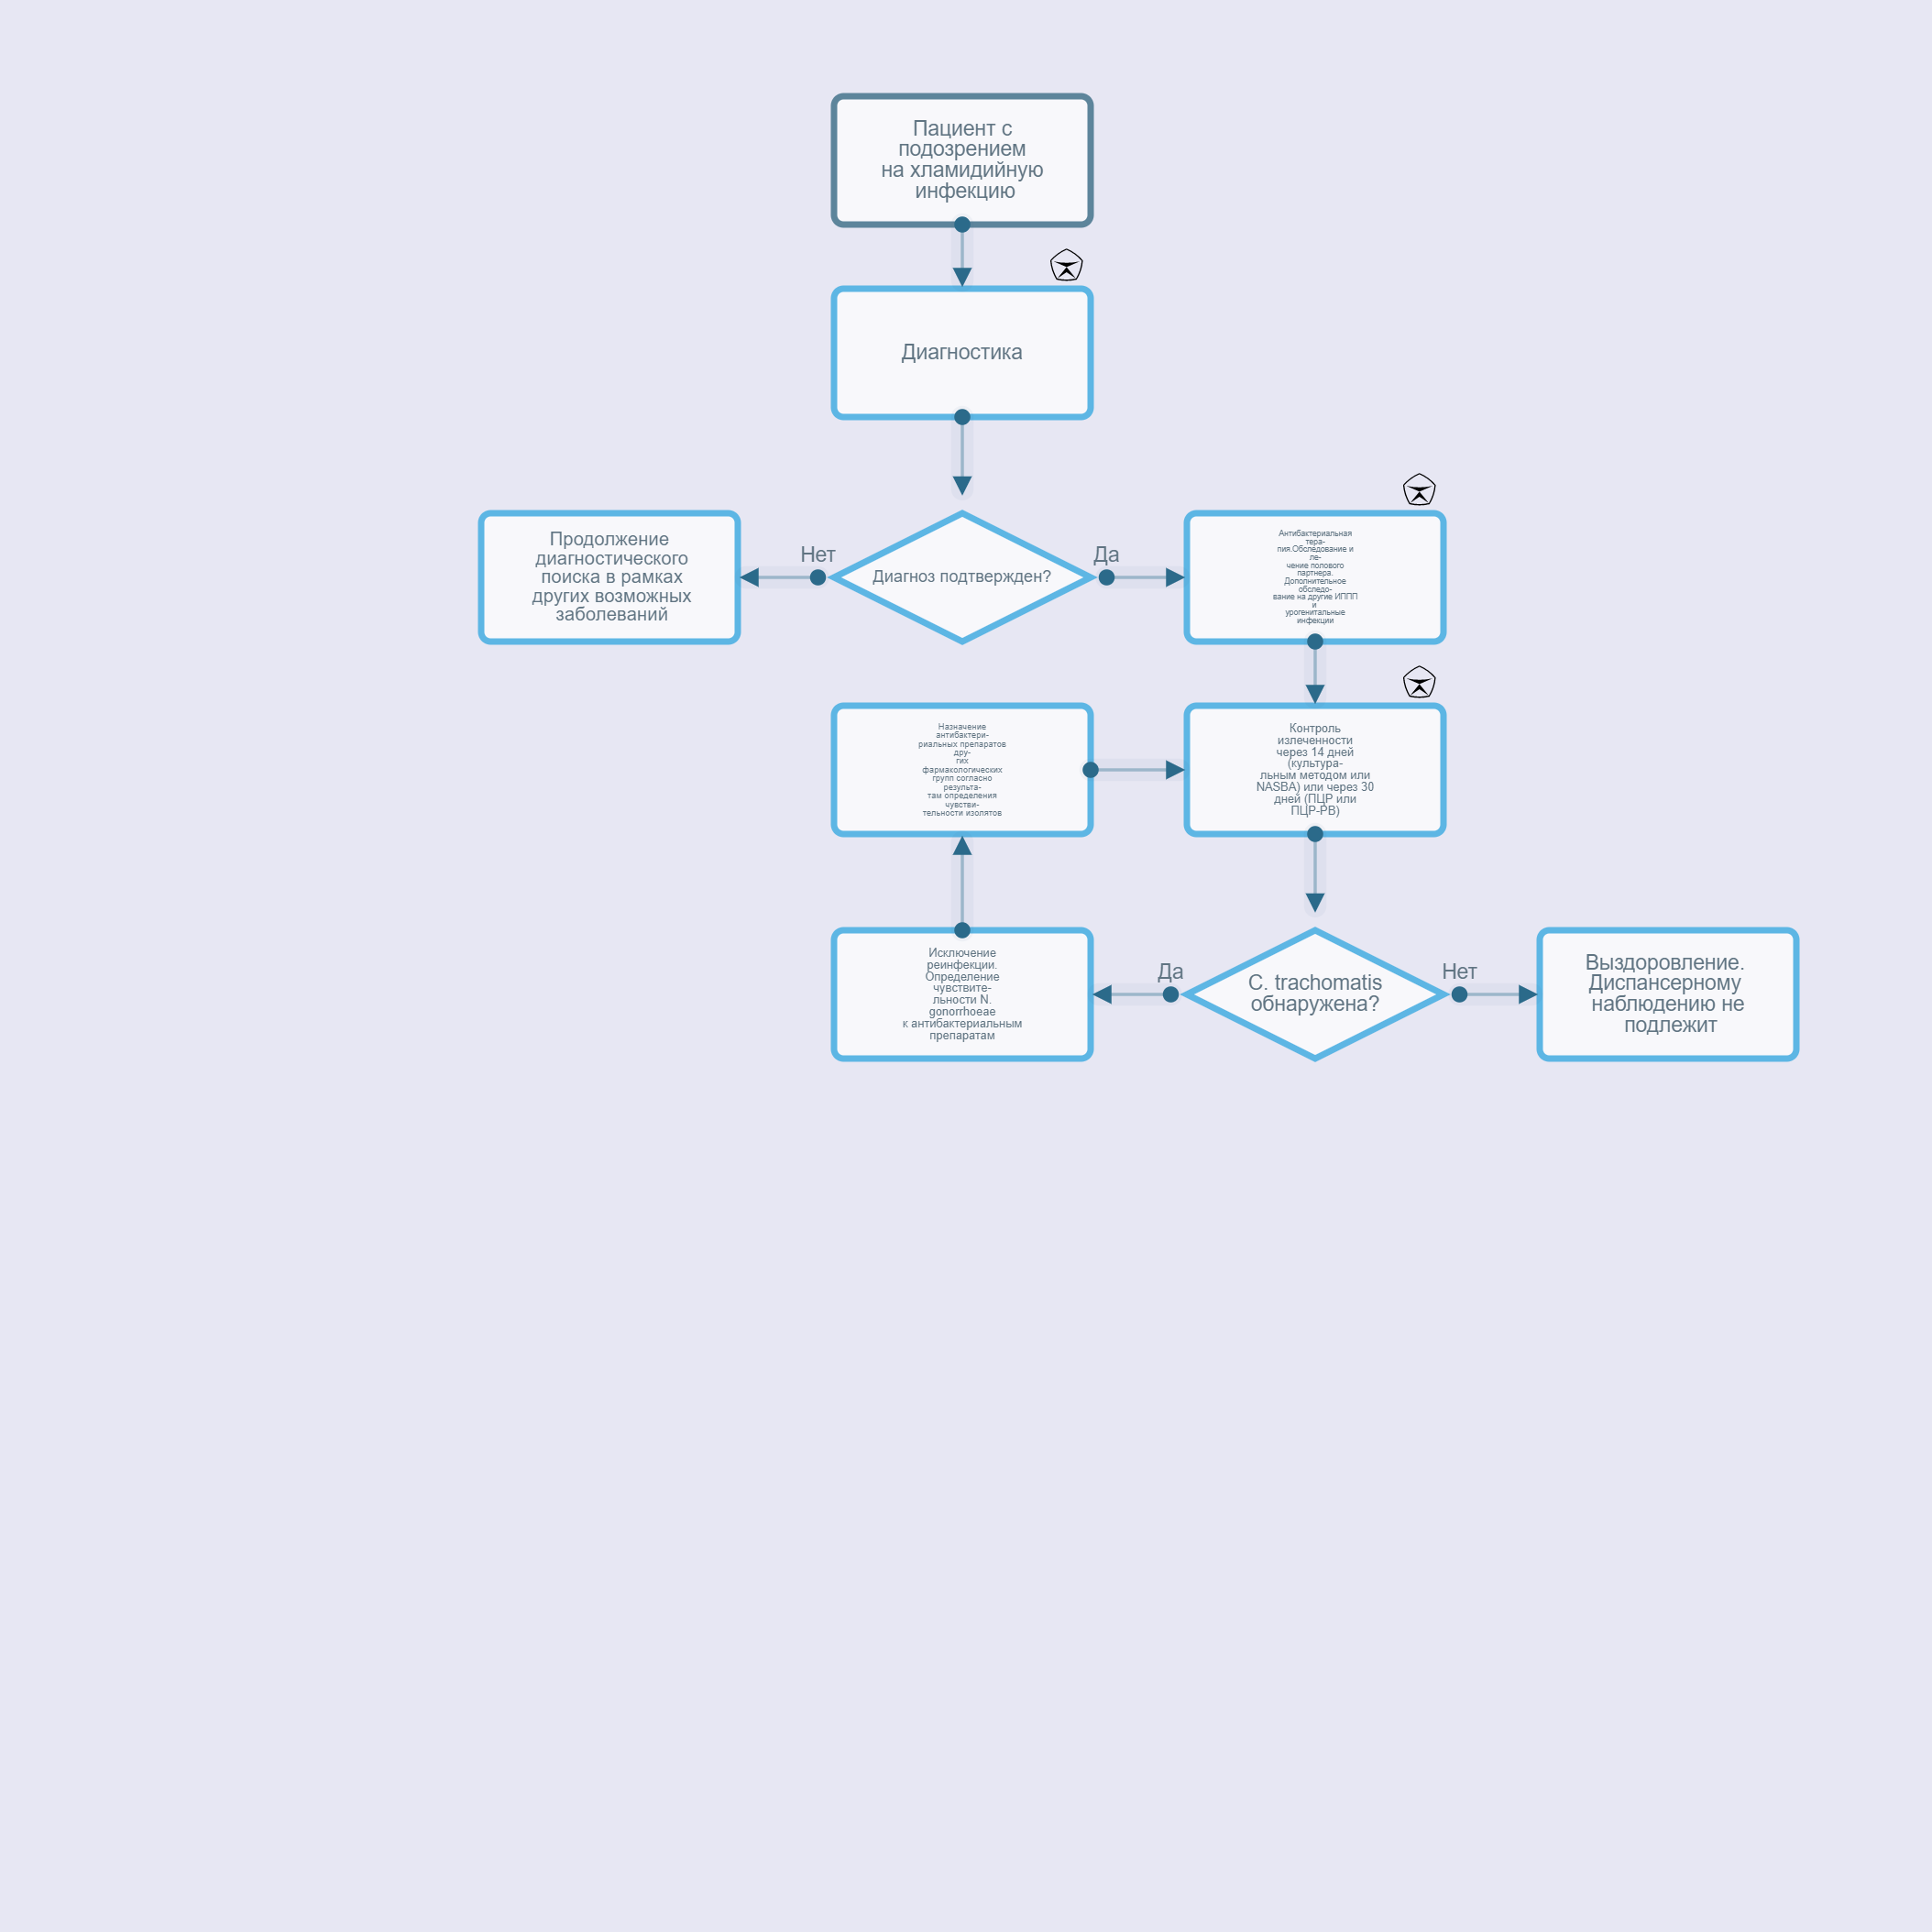 Пациент с
подозрением
на хламидийную
инфекцию
Диагностика
Продолжение
диагностического
поиска в рамках
других возможных
заболеваний
Нет
Диагноз подтвержден?
Да
Антибактериальная
тера-
пия.Обследование и
ле-
чение полового
партнера.
Дополнительное
обследо-
вание на другие ИППП
и
урогенитальные
инфекции
Назначение
антибактери-
риальных препаратов
дру-
гих
фармакологических
групп согласно
результа-
там определения
чувстви-
тельности изолятов
Контроль
излеченности
через 14 дней
(культура-
льным методом или
NASBA) или через 30
дней (ПЦР или
ПЦР-РВ)
Исключение
реинфекции.
Определение
чувствите-
льности N.
gonorrhoeae
к антибактериальным
препаратам
Да
C. trachomatis
обнаружена?
Нет
Выздоровление.
Диспансерному
наблюдению не
подлежит